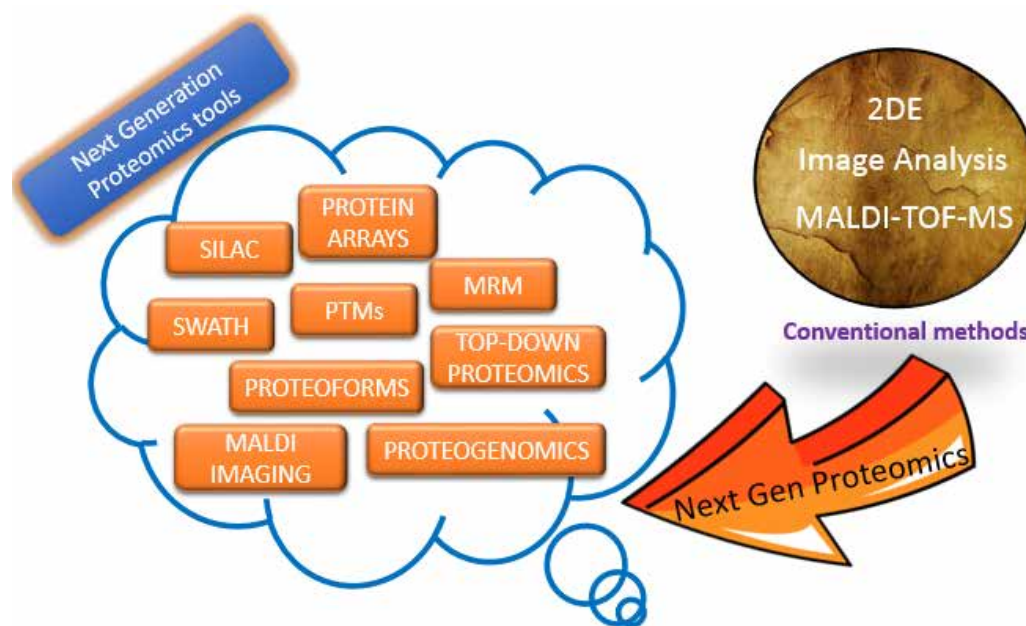 Next Generation
Proteomics tools
PROTEIN
ARRAYS
SILAC
MRM
PTMs
SWATH
TOP-DOWN
PROTEOMICS
PROTEOFORMS
MALDI
IMAGING
PROTEOGENOMICS
2DE
Image Analysis
MALDI-TOF-MS
Conventional methods
Next Gen Proteomics